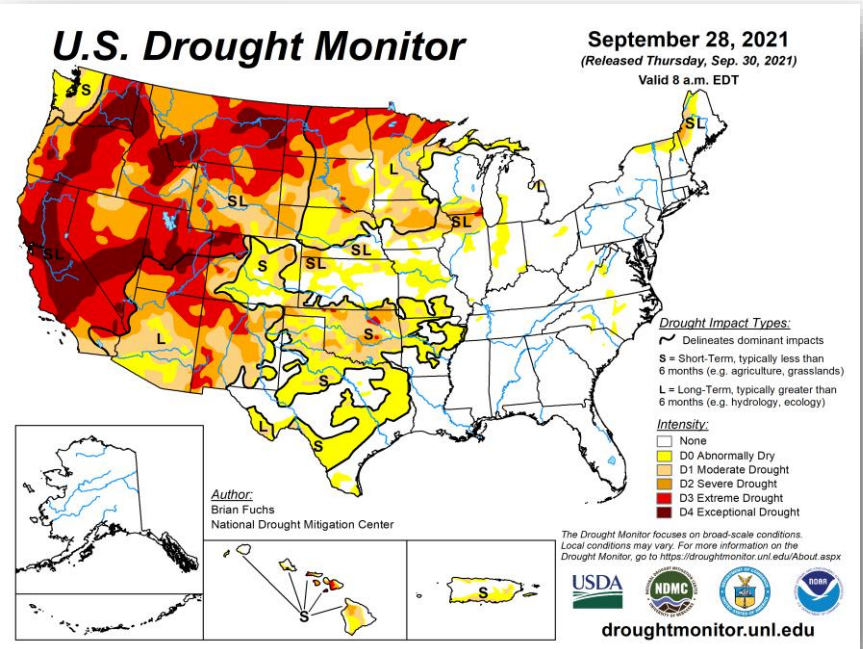 U.S. Drought Monitor
September 28, 2021
(Released Thursday, Sep. 30, 2021)
Valid 8 a.m. EDT
S
SL
L
L
SL
SL
SL
SL
S
SL
SL
L
S
S
L
S
Drought Impact Types:
Delineates dominant impacts
S = Short-Term, typically less than
6 months (e.g. agriculture, grasslands)
L = Long-Term, typically greater than
6 months (e.g. hydrology, ecology)
Intensity:
None
D0 Abnormally Dry
D1 Moderate Drought
D2 Severe Drought
D3 Extreme Drought
D4 Exceptional Drought
Author:
Brian Fuchs
National Drought Mitigation Center
S
S
The Drought Monitor focuses on broad-scale conditions.
Local conditions may vary. For more information on the
Drought Monitor, go to https://droughtmonitor.unl.edu/About.aspx
USDA
NDMC
NOAA
droughtmonitor.unl.edu